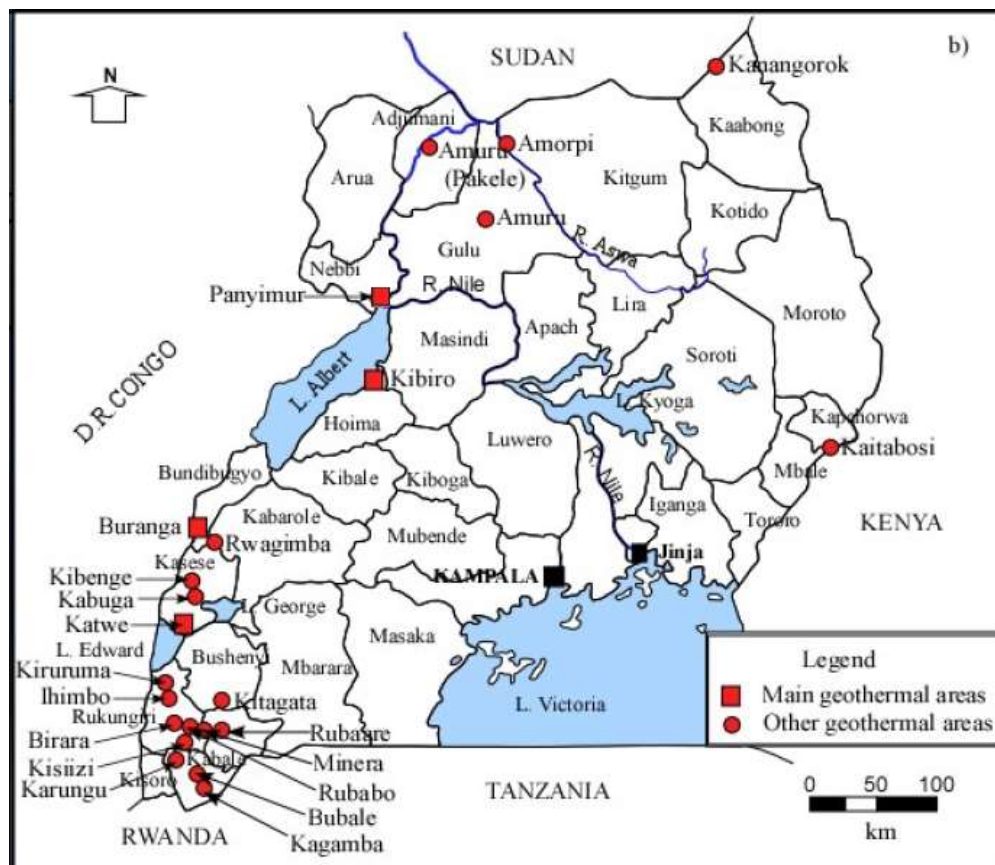 b)
SUDAN
N
Kanangorok
Kaabong
Adjumani
Amuru
(Pakele)
Amorpi
Arua
Kitgum
Kotido
Amuru
R. Aswa
Gulu
Nebbi
R. Nile
Panyimur
Lira
Moroto
Apach
Masindi
Soroti
D.R. CONGO
L. Albert
Kibiro
L. Kyoga
Hoima
Kapchorwa
Luwero
Kaitabosi
Bundibugyo
Mbale
Kibale
Kiboga
R. Nile
Iganga
Kabarole
Buranga
Tororo
KENYA
Mubende
Rwagimba
Jinja
Kasese
KAMPALA
Kibenge
Kabuga
L. George
Katwe
Masaka
L. Edward
Bushenyi
Mbarara
Legend
Kiruruma
Main geothermal areas
Ihimbo
Kitagata
L. Victoria
Other geothermal areas
Rukungiri
Birara
Rubaare
Kisiizi
Kabale
Minera
Karungu
Kisoro
Rubabo
TANZANIA
0 50 100
km
Bubale
RWANDA
Kagamba